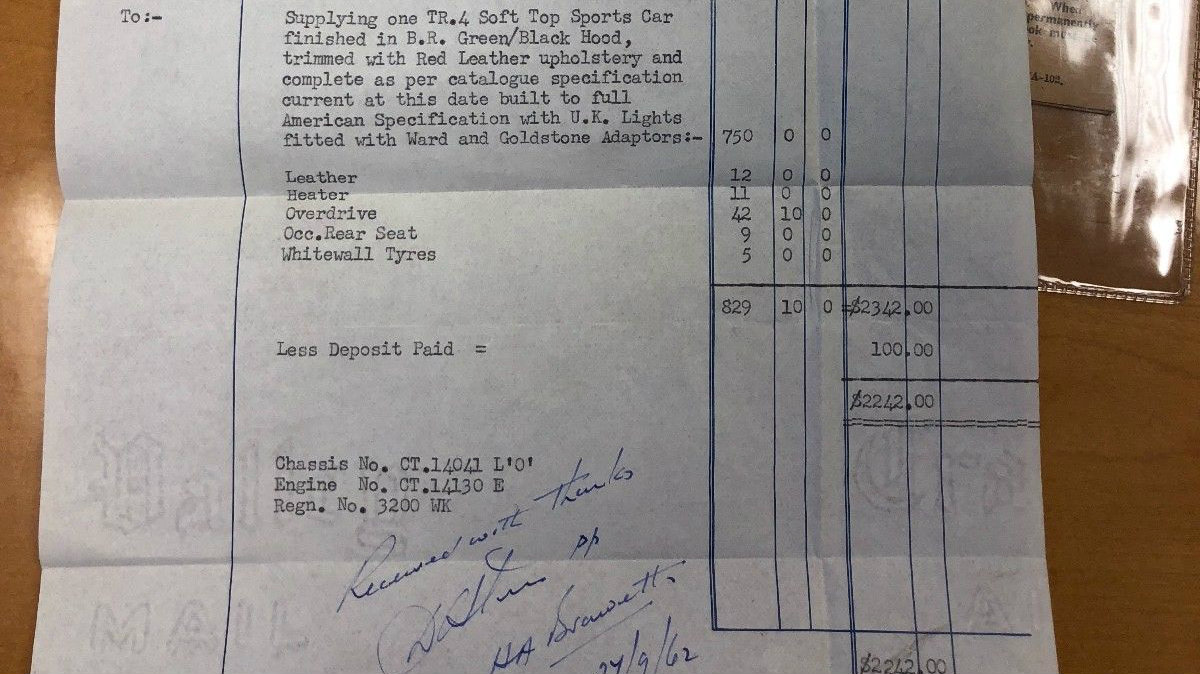 To:- Supplying one TR.4 Soft Top Sports Car
finished in B.R. Green/Black Hood,
trimmed with Red Leather upholstery and
complete as per catalogue specification
current at this date built to full
American Specification with U.K. Lights
fitted with Ward and Goldstone Adaptors:- 750 0 0
Leather 12 0 0
Heater 11 0 0
Overdrive 42 10 0
Occ.Rear Seat 9 0 0
Whitewall Tyres 5 0 0
829 10 0 =$2342.00
Less Deposit Paid = 100.00
$2242.00
Chassis No. CT.14041 L'O'
Engine No. CT.14130 E
Regn. No. 3200 WK
Received with thanks
pp
HA
27/9/62
$2242.00
When
permanently
A-102.